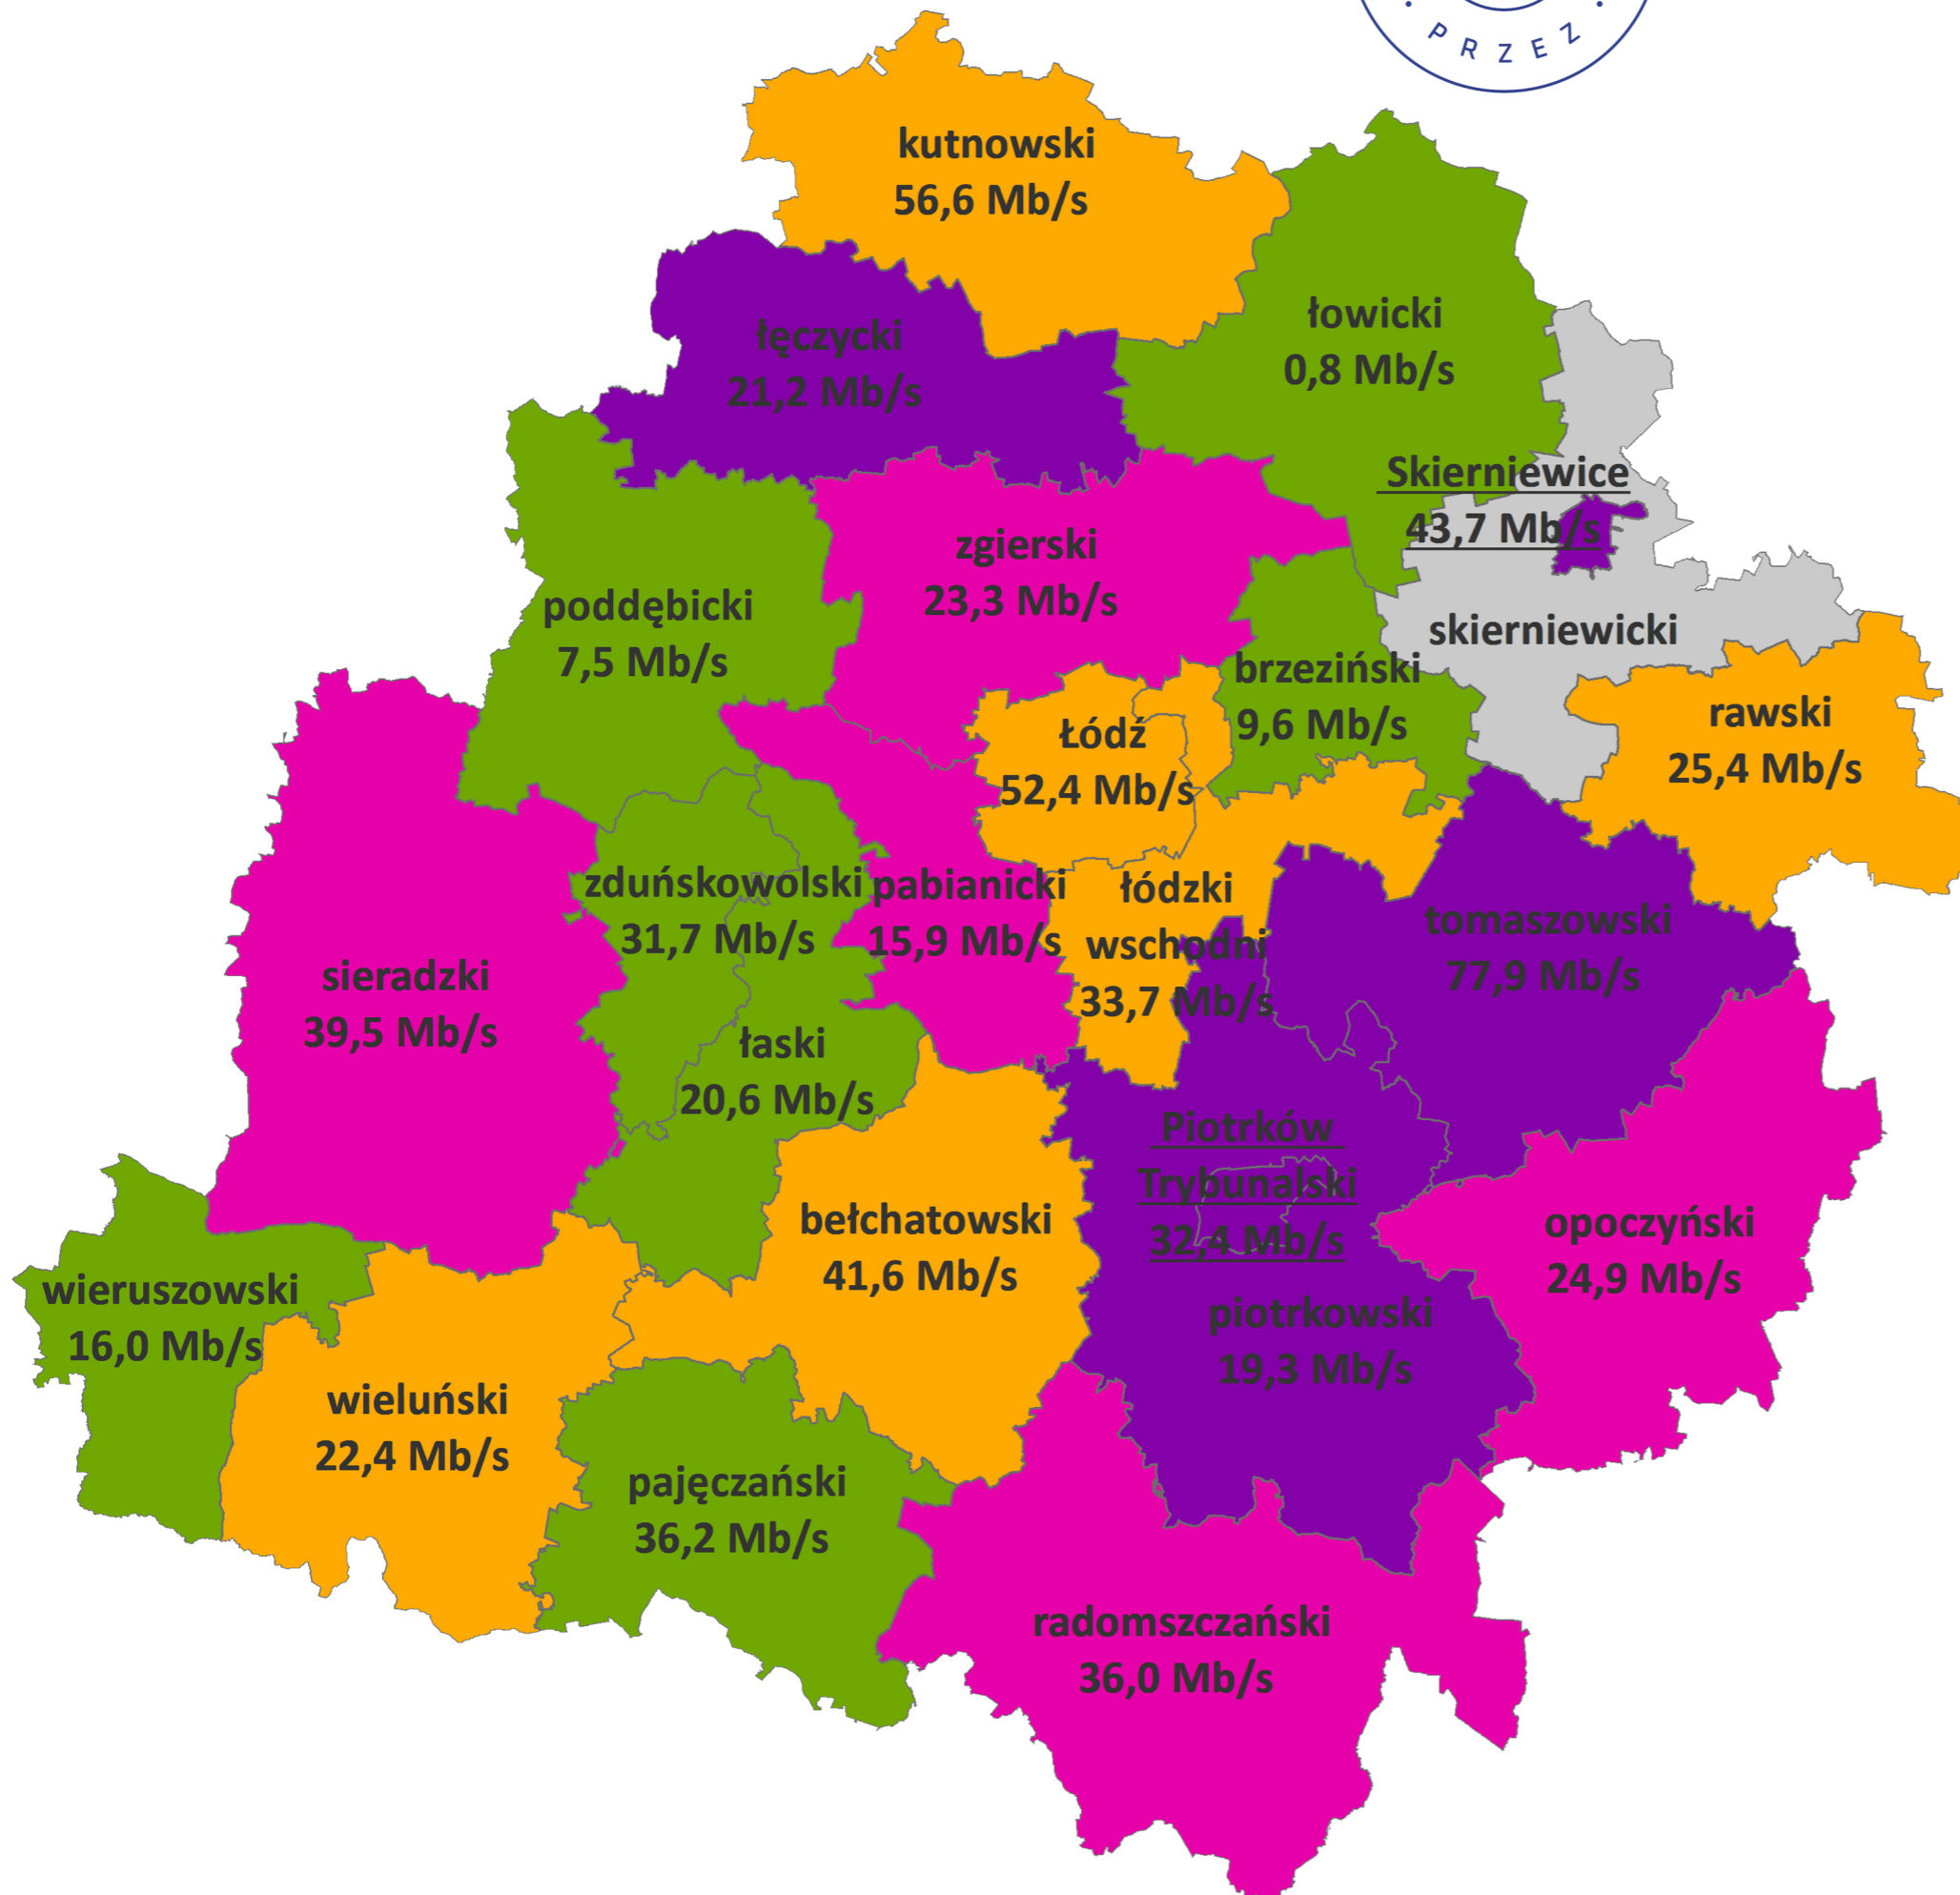 · PRZEZ ·
kutnowski
56,6 Mb/s
łowicki
0,8 Mb/s
łęczycki
21,2 Mb/s
Skierniewice
43,7 Mb/s
zgierski
23,3 Mb/s
poddębicki
7,5 Mb/s
skierniewicki
brzeziński
9,6 Mb/s
rawski
25,4 Mb/s
Łódź
52,4 Mb/s
zduńskowolski
31,7 Mb/s
pabianicki
15,9 Mb/s
łódzki
wschodni
33,7 Mb/s
tomaszowski
77,9 Mb/s
sieradzki
39,5 Mb/s
łaski
20,6 Mb/s
Piotrków
Trybunalski
32,4 Mb/s
bełchatowski
41,6 Mb/s
opoczyński
24,9 Mb/s
wieruszowski
16,0 Mb/s
piotrkowski
19,3 Mb/s
wieluński
22,4 Mb/s
pajęczański
36,2 Mb/s
radomszczański
36,0 Mb/s